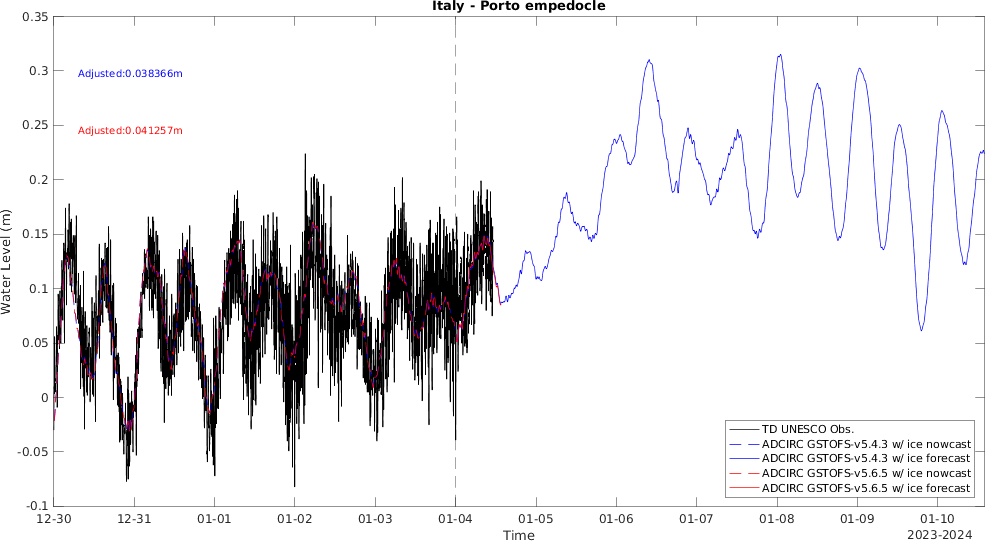 Italy - Porto empedocle
0.35
0.3
0.25
0.2
0.15
0.1
0.05
0
-0.05
-0.1
Water Level (m)
Adjusted:0.038366m
Adjusted:0.041257m
TD UNESCO Obs.
ADCIRC GSTOFS-v5.4.3 w/ ice nowcast
ADCIRC GSTOFS-v5.4.3 w/ ice forecast
ADCIRC GSTOFS-v5.6.5 w/ ice nowcast
ADCIRC GSTOFS-v5.6.5 w/ ice forecast
12-30 12-31 01-01 01-02 01-03 01-04 01-05 01-06 01-07 01-08 01-09 01-10
Time
2023-2024